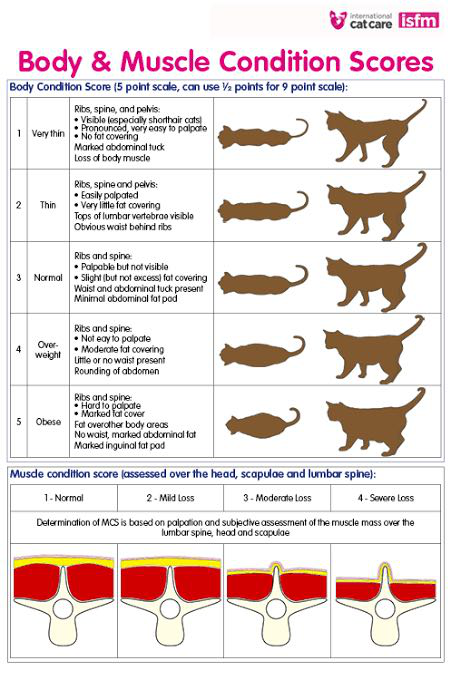 international
cat care
isfm
Body & Muscle Condition Scores
Body Condition Score (5 point scale, can use ½ points for 9 point scale):
1
Very thin
Ribs, spine, and pelvis:
• Visible (especially shorthair cats)
• Pronounced, very easy to palpate
• No fat covering
Marked abdominal tuck
Loss of body muscle
2
Thin
Ribs, spine and pelvis:
• Easily palpated
• Very little fat covering
Tops of lumbar vertebrae visible
Obvious waist behind ribs
3
Normal
Ribs and spine:
• Palpable but not visible
• Slight (but not excess) fat covering
Waist and abdominal tuck present
Minimal abdominal fat pad
4
Over-
weight
Ribs and spine:
• Not eay to palpate
• Moderate fat covering
Little or no waist present
Rounding of abdomen
5
Obese
Ribs and spine:
• Hard to palpate
• Marked fat cover
Fat overother body areas
No waist, marked abdominal fat
Marked inguinal fat pad
Muscle condition score (assessed over the head, scapulae and lumbar spine):
1 - Normal
2 - Mild Loss
3 - Moderate Loss
4 - Severe Loss
Determination of MCS is based on palpation and subjective assessment of the muscle mass over the
lumbar spine, head and scapulae